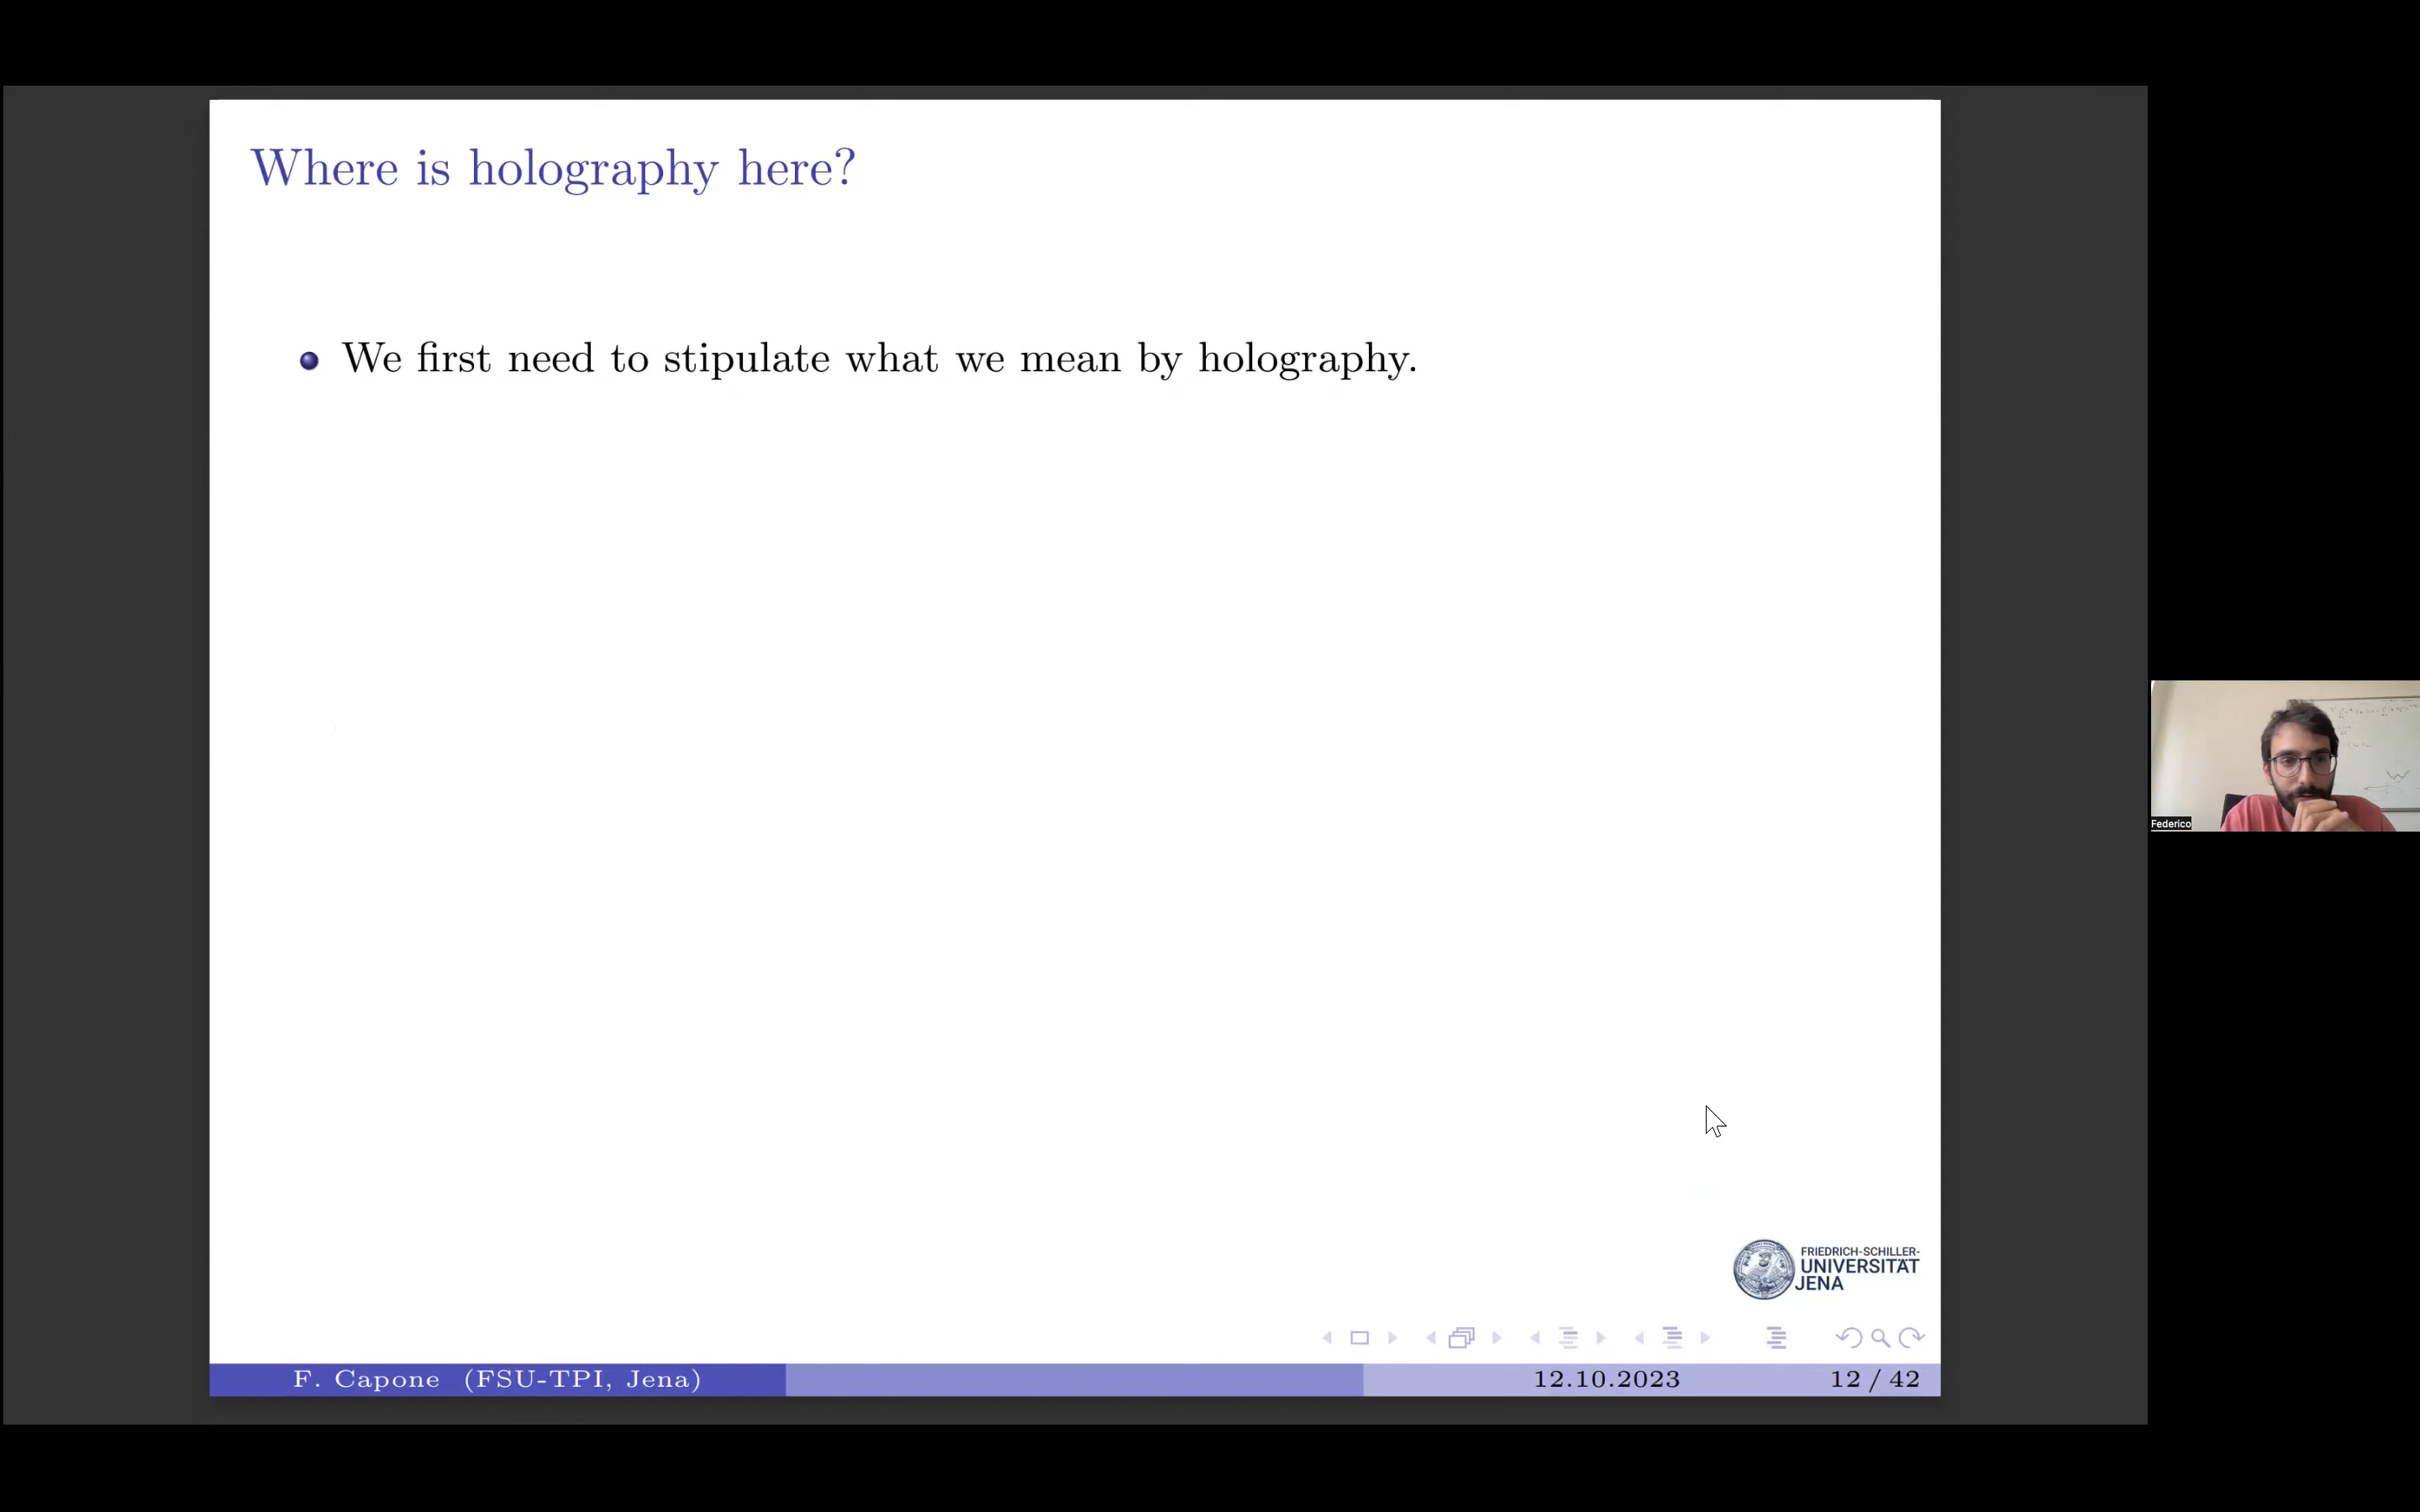 Where is holography here?
We first need to stipulate what we mean by holography.
Federico
FRIEDRICH-SCHILLER-
UNIVERSITÄT
JENA
F. Capone (FSU-TPI, Jena)
12.10.2023
12 / 42